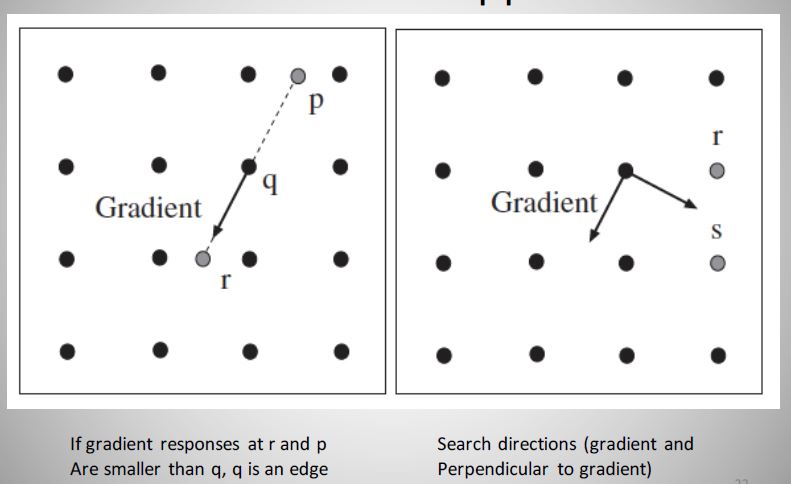 p
q
Gradient
r
r
Gradient
s
If gradient responses at r and p
Are smaller than q, q is an edge
Search directions (gradient and
Perpendicular to gradient)